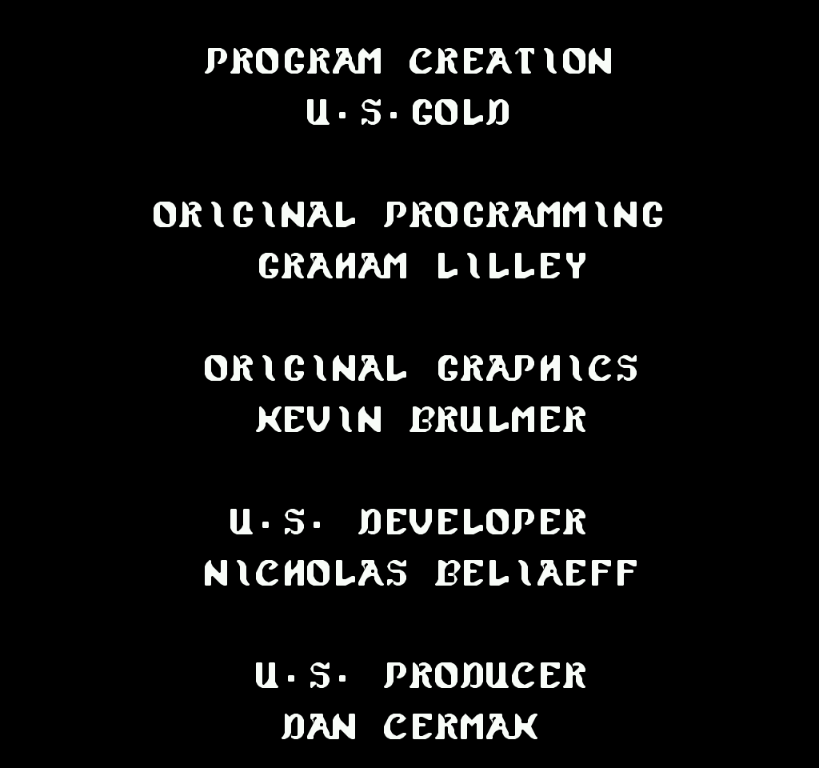 PROGRAM CREATION
U.S.GOLD
ORIGINAL PROGRAMMING
GRAHAM LILLEY
ORIGINAL GRAPHICS
KEVIN BRULMER
U.S. DEVELOPER
NICHOLAS BELIAEFF
U.S. PRODUCER
DAN CERMAK